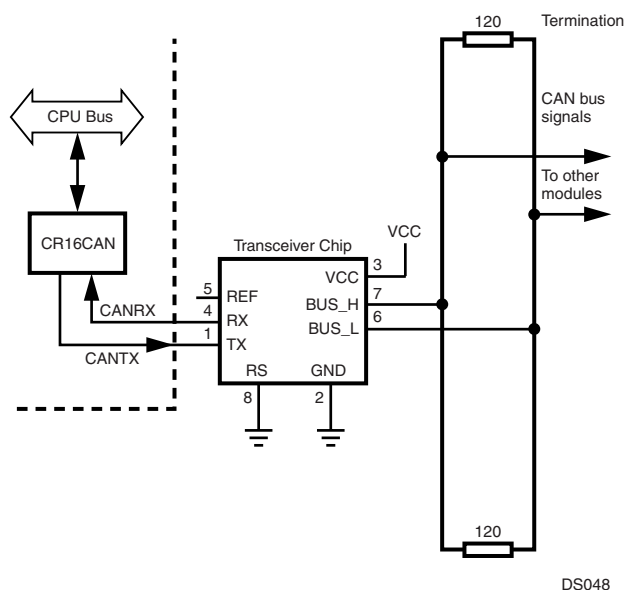 120
Termination
CPU Bus
CAN bus
signals
To other
modules
CR16CAN
Transceiver Chip
VCC
3
VCC
5
REF
7
BUS_H
CANRX
4
RX
6
BUS_L
1
TX
CANTX
RS
GND
8
2
120
DS048